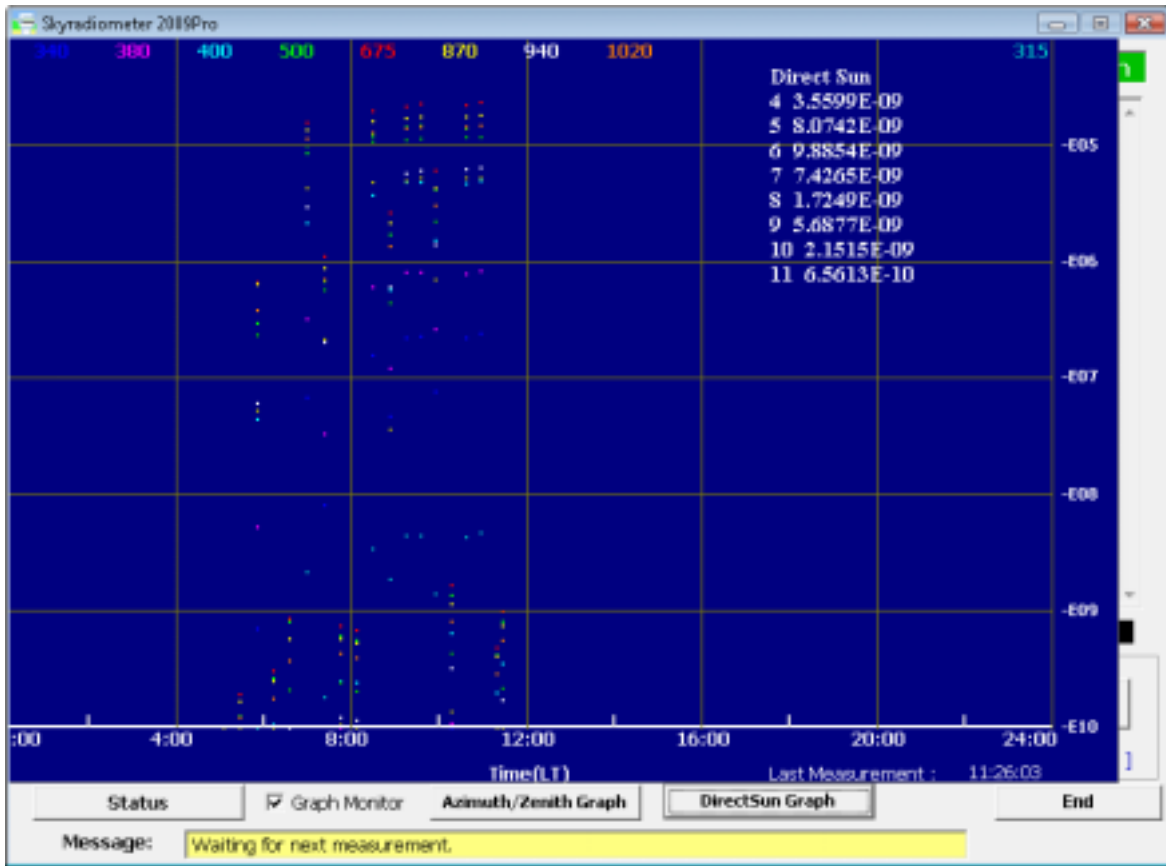 Skyradiometer 2009Pro
340 380 400 500 675 870 940 1020 315
Direct Sun
4 3.5599E-09
5 8.0742E-09
6 9.8854E-09
7 7.4265E-09
8 1.7249E-09
9 5.6877E-09
10 2.1515E-09
11 6.5613E-10
-E05
-E06
-E07
-E08
-E09
-E10
:00 4:00 8:00 12:00 16:00 20:00 24:00
Time(LT) Last Measurement : 11:26:03
]
Status Graph Monitor Azimuth/Zenith Graph DirectSun Graph End
Message: Waiting for next measurement.